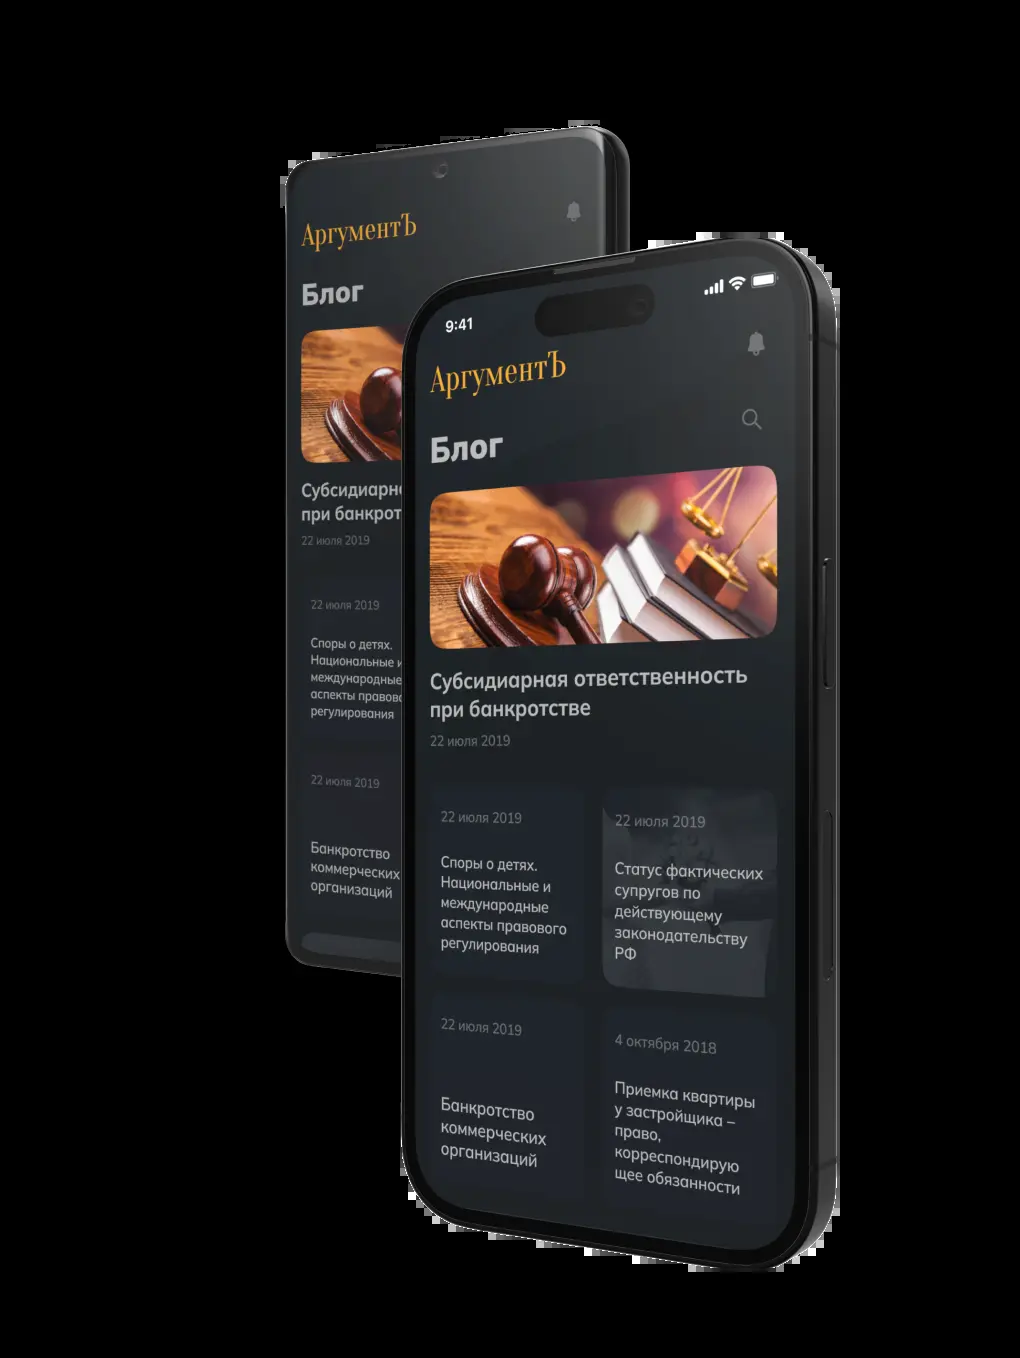 АргументЪ
Блог
Субсидиарн
при банкрот
22 июля 2019
22 июля 2019
Споры о детях.
Национальные и
международные
аспекты правово
регулирования
22 июля 2019
Банкротство
коммерческих
организаций
9:41
АргументЪ
Блог
Субсидиарная ответственность
при банкротстве
22 июля 2019
22 июля 2019
Споры о детях.
Национальные и
международные
аспекты правового
регулирования
22 июля 2019
Статус фактических
супругов по
действующему
законодательству
РФ
22 июля 2019
Банкротство
коммерческих
организаций
4 октября 2018
Приемка квартиры
у застройщика –
право,
корреспондирую
щее обязанности